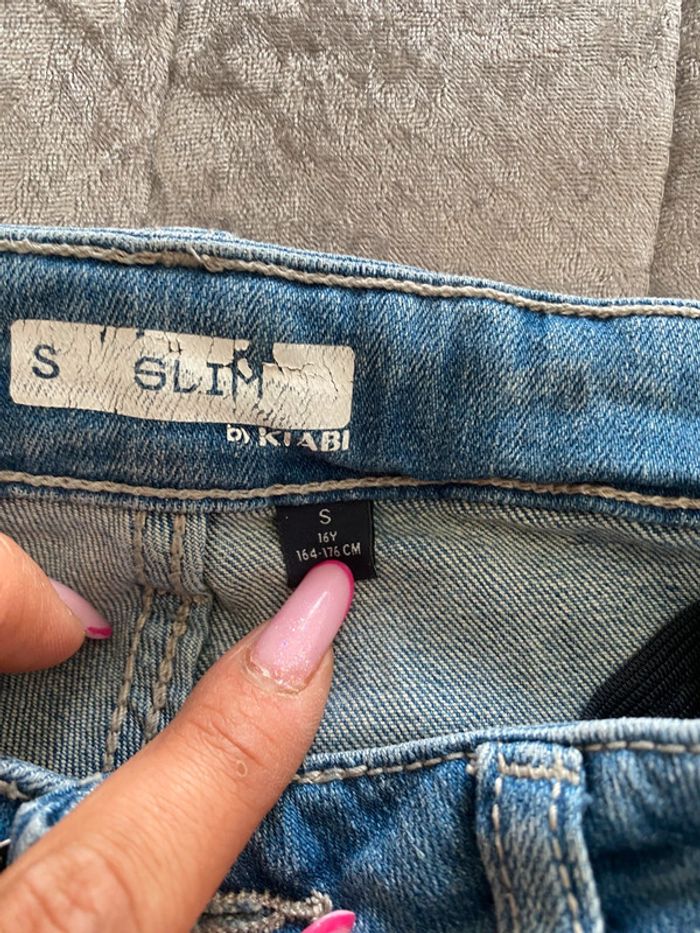 S SLIM
by KIABI
S
16Y
164-176 CM